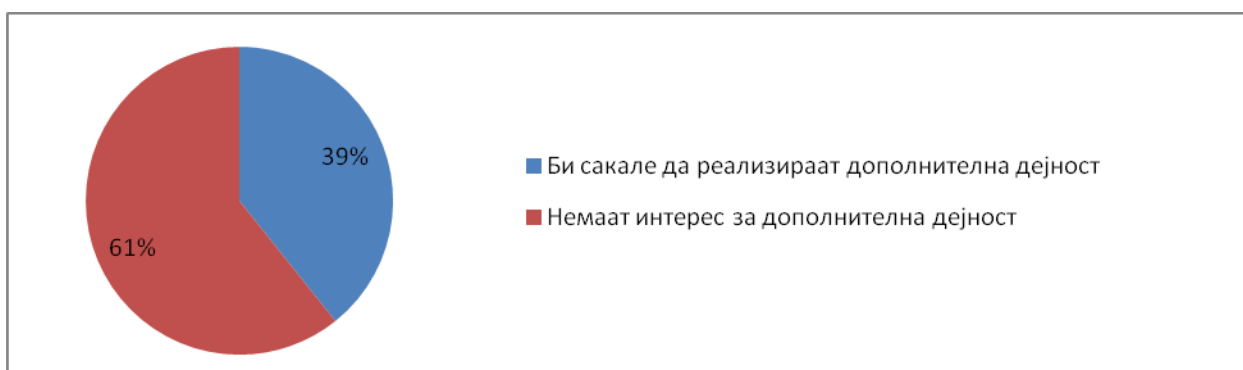 39%
61%
Би сакале да реализираат дополнителна дејност
Немаат интерес за дополнителна дејност